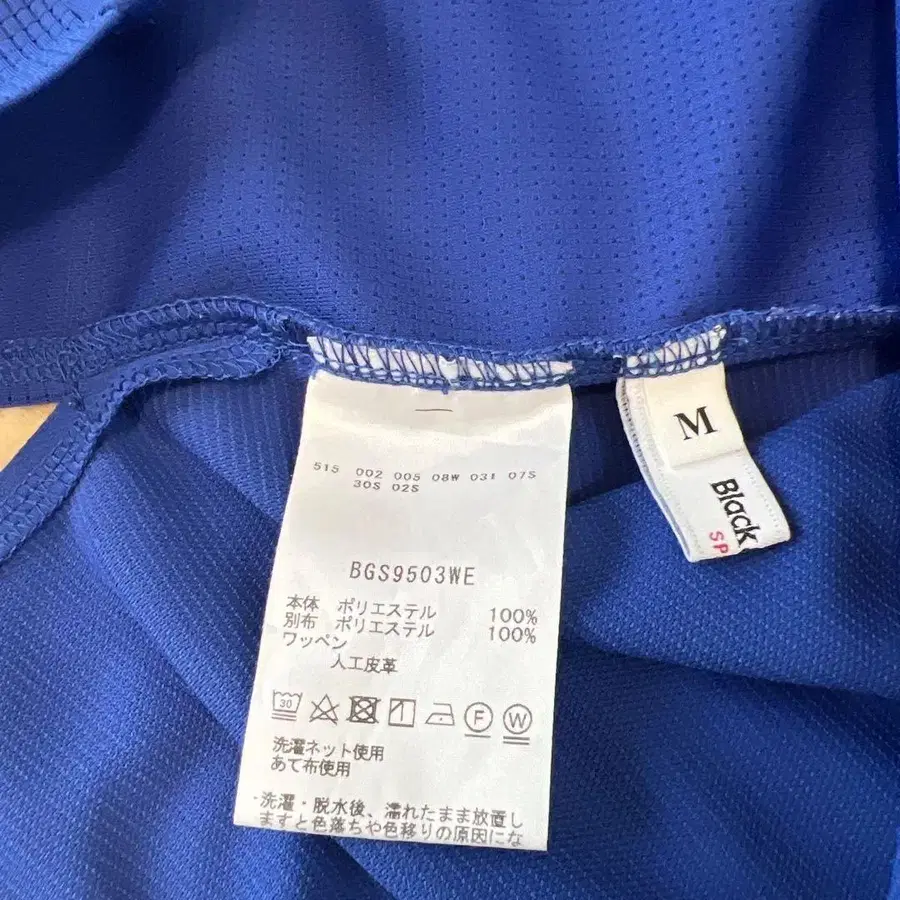 515 002 005 08W 031 07S
30S 02S
BGS9503WE
本体 ポリエステル 100%
別布 ポリエステル 100%
ワッペン
人工皮革
30
F
W
洗濯ネット使用
あて布使用
・洗濯・脱水後、濡れたまま放置し
ますと色落ちや色移りの原因にな
M
Black
SP